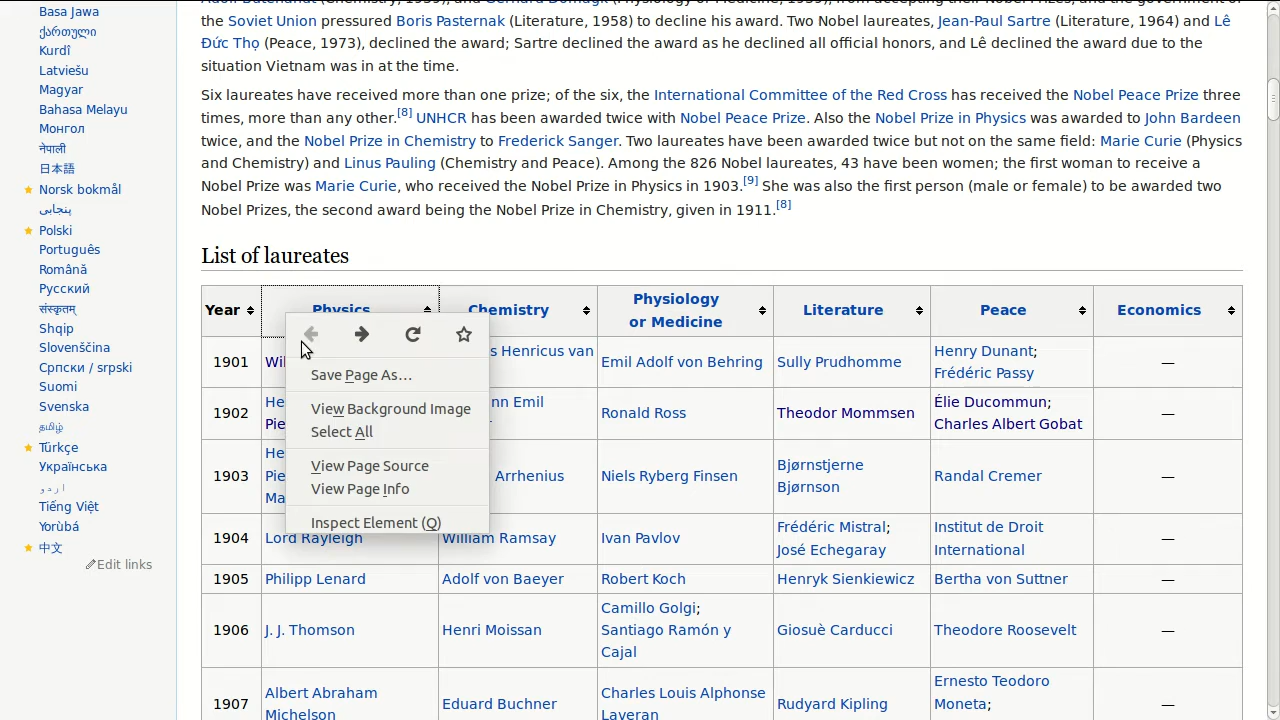 the Soviet Union pressured Boris Pasternak (Literature, 1958) to decline his award. Two Nobel laureates, Jean-Paul Sartre (Literature, 1964) and Lê
Đức Thọ (Peace, 1973), declined the award; Sartre declined the award as he declined all official honors, and Lê declined the award due to the
situation Vietnam was in at the time.
Six laureates have received more than one prize; of the six, the International Committee of the Red Cross has received the Nobel Peace Prize three
times, more than any other.[8] UNHCR has been awarded twice with Nobel Peace Prize. Also the Nobel Prize in Physics was awarded to John Bardeen
twice, and the Nobel Prize in Chemistry to Frederick Sanger. Two laureates have been awarded twice but not on the same field: Marie Curie (Physics
and Chemistry) and Linus Pauling (Chemistry and Peace). Among the 826 Nobel laureates, 43 have been women; the first woman to receive a
Nobel Prize was Marie Curie, who received the Nobel Prize in Physics in 1903.[9] She was also the first person (male or female) to be awarded two
Nobel Prizes, the second award being the Nobel Prize in Chemistry, given in 1911.[8]
List of laureates
Year Physics Chemistry Physiology or Medicine Literature Peace Economics
1901 Wil s Henricus van Emil Adolf von Behring Sully Prudhomme Henry Dunant;
Frédéric Passy —
1902 He nn Emil Ronald Ross Theodor Mommsen Élie Ducommun;
Pie Charles Albert Gobat —
1903 He
Pie Arrhenius Niels Ryberg Finsen Bjørnstjerne
Ma Bjørnson Randal Cremer —
1904 Lord Rayleigh William Ramsay Ivan Pavlov Frédéric Mistral;
José Echegaray Institut de Droit
International —
1905 Philipp Lenard Adolf von Baeyer Robert Koch Henryk Sienkiewicz Bertha von Suttner —
1906 J. J. Thomson Henri Moissan Camillo Golgi;
Santiago Ramón y
Cajal Giosuè Carducci Theodore Roosevelt —
1907 Albert Abraham
Michelson Eduard Buchner Charles Louis Alphonse
Laveran Rudyard Kipling Ernesto Teodoro
Moneta; —
Save Page As…
View Background Image
Select All
View Page Source
View Page Info
Inspect Element (Q)
Basa Jawa
ქართული
Kurdî
Latviešu
Magyar
Bahasa Melayu
Монгол
नेपाली
日本語
Norsk bokmål
پنجابی
Polski
Português
Română
Русский
संस्कृतम्
Shqip
Slovenščina
Српски / srpski
Suomi
Svenska
தமிழ்
Türkçe
Українська
اردو
Tiếng Việt
Yorùbá
中文
Edit links